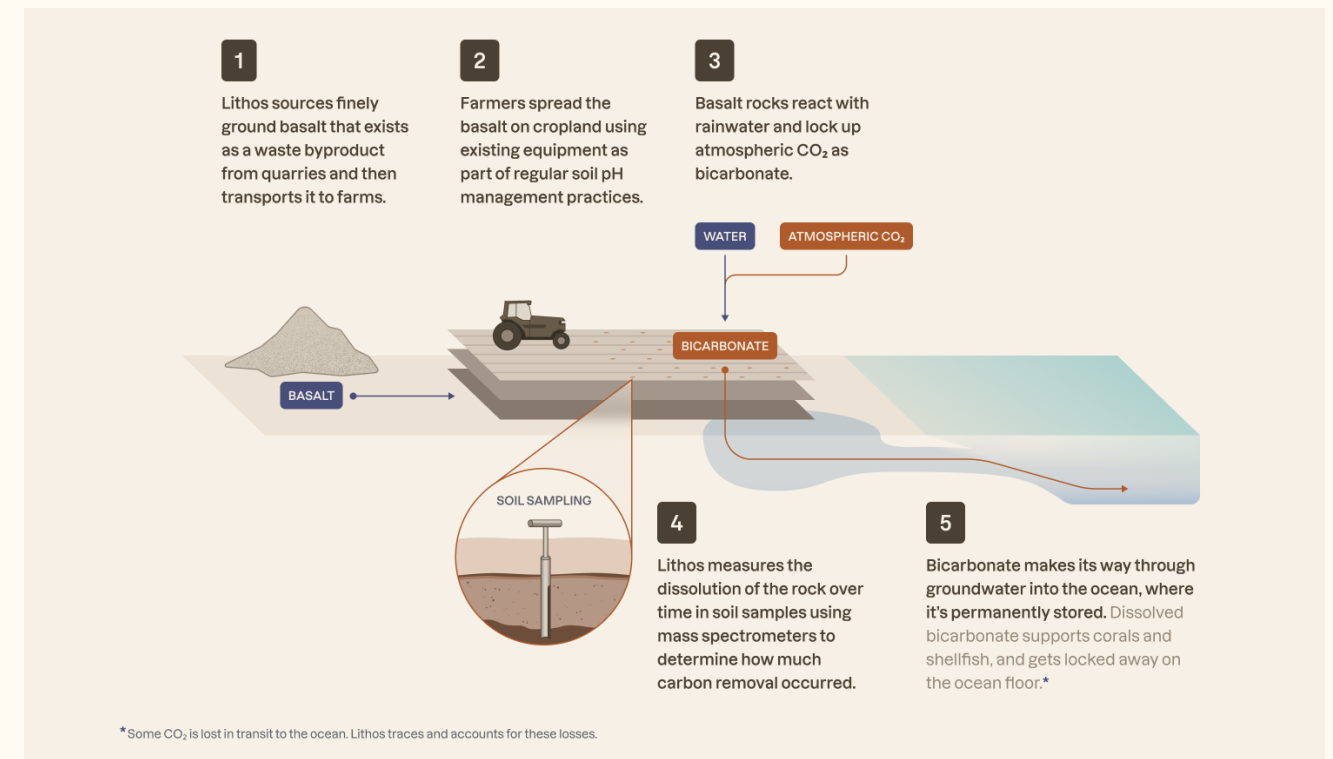 1
Lithos sources finely
ground basalt that exists
as a waste byproduct
from quarries and then
transports it to farms.
2
Farmers spread the
basalt on cropland using
existing equipment as
part of regular soil pH
management practices.
3
Basalt rocks react with
rainwater and lock up
atmospheric CO₂ as
bicarbonate.
WATER
ATMOSPHERIC CO₂
BICARBONATE
BASALT
SOIL SAMPLING
4
Lithos measures the
dissolution of the rock over
time in soil samples using
mass spectrometers to
determine how much
carbon removal occurred.
5
Bicarbonate makes its way through
groundwater into the ocean, where
it's permanently stored. Dissolved
bicarbonate supports corals and
shellfish, and gets locked away on
the ocean floor.*
*Some CO₂ is lost in transit to the ocean. Lithos traces and accounts for these losses.